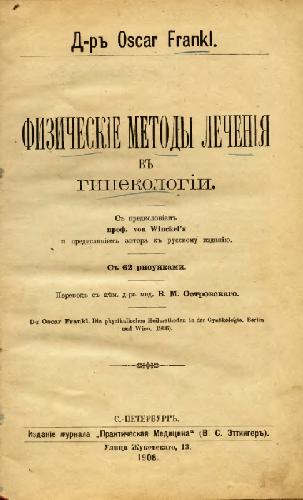 Д-ръ Oscar Frankl.
ФИЗИЧЕСКІЕ МЕТОДЫ ЛЕЧЕНІЯ
ВЪ
ГИНЕКОЛОГІИ.
Съ предисловіемъ
проф. von Winckel'я
и предисловіемъ автора къ русскому изданію.
Съ 62 рисунками.
Переводъ съ нѣм. д-ра мед. В. М. Островскаго.
D-r Oscar Frankl. Die physikalischen Heilmethoden in der Gynäkologie. Berlin
und Wien. 1906).
С.-ПЕТЕРБУРГЪ.
Изданіе журнала „Практическая Медицина" (В. С. Эттингеръ).
Улица Жуковскаго, 13.
1908.